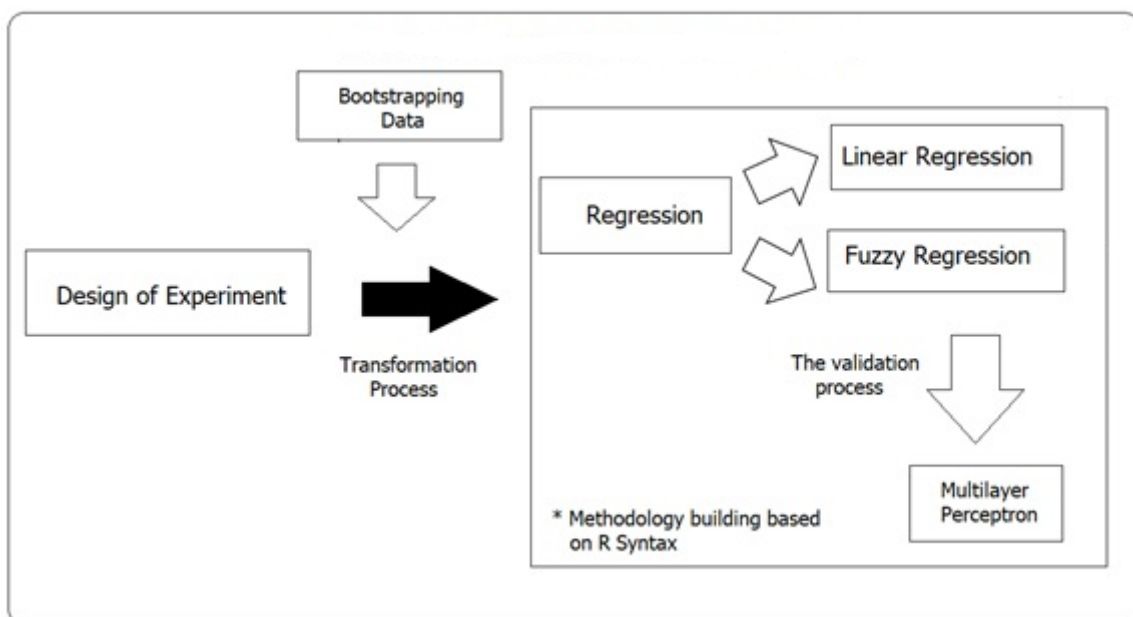 Bootstrapping
Data
Design of Experiment
Transformation
Process
Regression
Linear Regression
Fuzzy Regression
The validation
process
Multilayer
Perceptron
* Methodology building based
on R Syntax